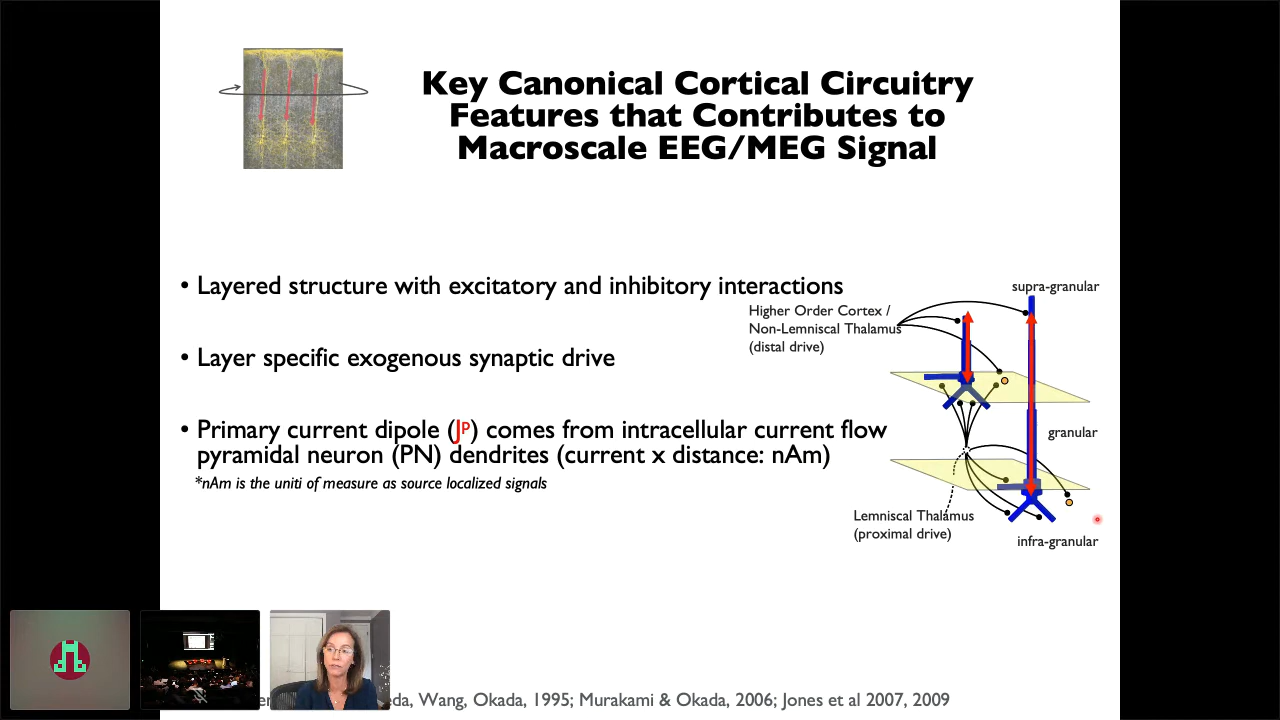 Key Canonical Cortical Circuitry
Features that Contributes to
Macroscale EEG/MEG Signal
• Layered structure with excitatory and inhibitory interactions
supra-granular
Higher Order Cortex /
Non-Lemniscal Thalamus
(distal drive)
• Layer specific exogenous synaptic drive
• Primary current dipole (Jᴾ) comes from intracellular current flow
pyramidal neuron (PN) dendrites (current x distance: nAm)
*nAm is the uniti of measure as source localized signals
granular
Lemniscal Thalamus
(proximal drive)
infra-granular
Wang, Okada, 1995; Murakami & Okada, 2006; Jones et al 2007, 2009